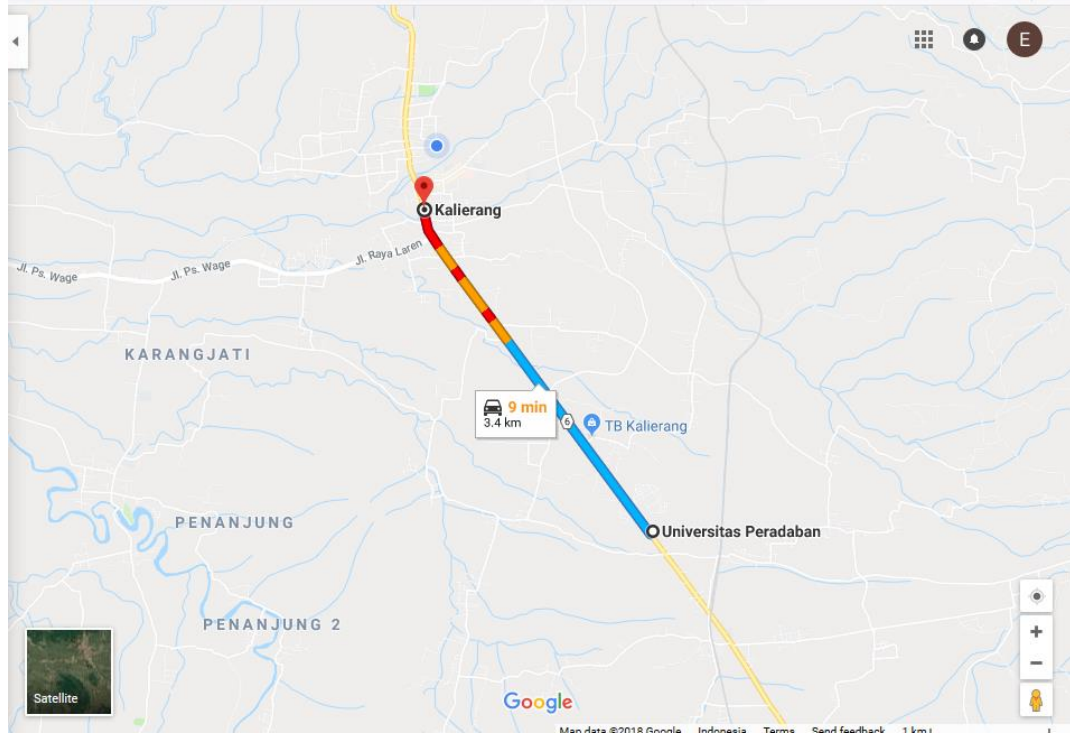 E
Kalierang
Jl. Raya Laren
Jl. Ps. Wage
Jl. Ps. Wage
KARANGJATI
9 min
3.4 km
6
TB Kalierang
PENANJUNG
Universitas Peradaban
PENANJUNG 2
Satellite
Google
Map data ©2018 Google Indonesia Terms Send feedback 1 km